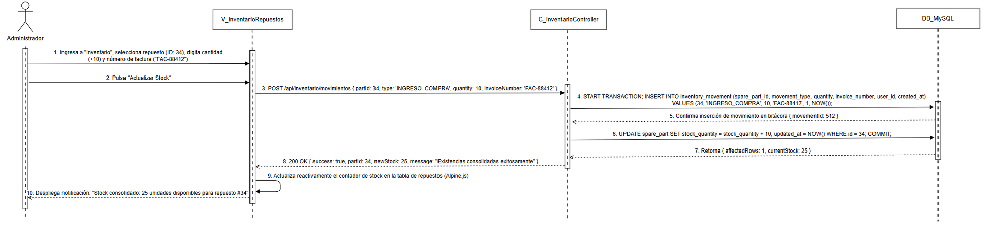 V_InventarioRepuestos
C_InventarioController
DB_MySQL
Administrador
1. Ingresa a "Inventario", selecciona repuesto (ID: 34), digita cantidad
(+10) y número de factura ("FAC-88412")
2. Pulsa "Actualizar Stock"
3. POST /api/inventario/movimientos { partId: 34, type: 'INGRESO_COMPRA', quantity: 10, invoiceNumber: 'FAC-88412' }
4. START TRANSACTION; INSERT INTO inventory_movement (spare_part_id, movement_type, quantity, invoice_number, user_id, created_at)
VALUES (34, 'INGRESO_COMPRA', 10, 'FAC-88412', 1, NOW());
5. Confirma inserción de movimiento en bitácora { movementId: 512 }
6. UPDATE spare_part SET stock_quantity = stock_quantity + 10, updated_at = NOW() WHERE id = 34; COMMIT;
7. Retorna { affectedRows: 1, currentStock: 25 }
8. 200 OK { success: true, partId: 34, newStock: 25, message: "Existencias consolidadas exitosamente" }
9. Actualiza reactivamente el contador de stock en la tabla de repuestos (Alpine.js)
10. Despliega notificación: "Stock consolidado: 25 unidades disponibles para repuesto #34"